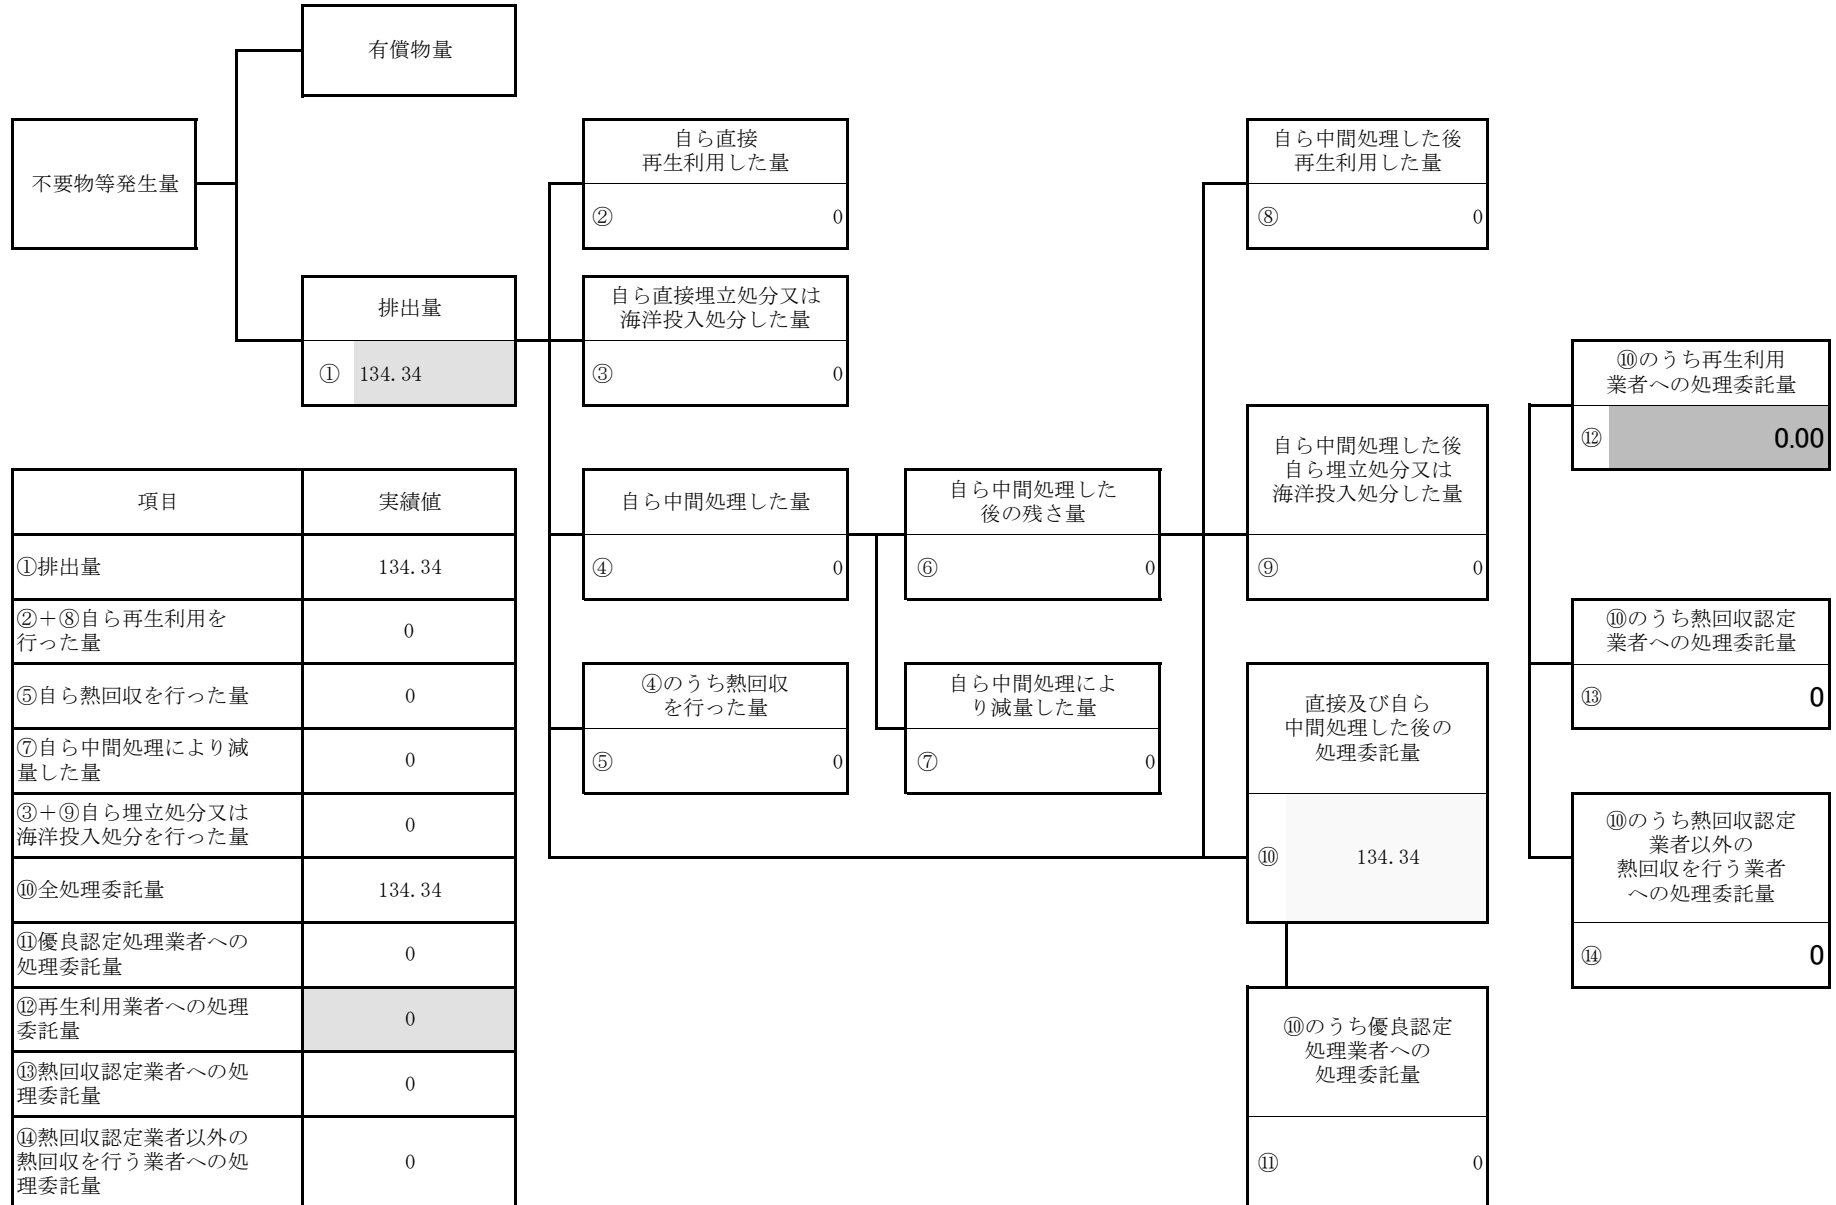 有償物量
不要物等発生量
排出量
① 134.34
自ら直接
再生利用した量
② 0
自ら直接埋立処分又は
海洋投入処分した量
③ 0
自ら中間処理した量
④ 0
④のうち熱回収
を行った量
⑤ 0
自ら中間処理した
後の残さ量
⑥ 0
自ら中間処理によ
り減量した量
⑦ 0
自ら中間処理した後
再生利用した量
⑧ 0
自ら中間処理した後
自ら埋立処分又は
海洋投入処分した量
⑨ 0
直接及び自ら
中間処理した後の
処理委託量
⑩ 134.34
⑩のうち優良認定
処理業者への
処理委託量
⑪ 0
⑩のうち再生利用
業者への処理委託量
⑫ 0.00
⑩のうち熱回収認定
業者への処理委託量
⑬ 0
⑩のうち熱回収認定
業者以外の
熱回収を行う業者
への処理委託量
⑭ 0
項目 実績値
①排出量 134.34
②+⑧自ら再生利用を
行った量 0
⑤自ら熱回収を行った量 0
⑦自ら中間処理により減
量した量 0
③+⑨自ら埋立処分又は
海洋投入処分を行った量 0
⑩全処理委託量 134.34
⑪優良認定処理業者への
処理委託量 0
⑫再生利用業者への処理
委託量 0
⑬熱回収認定業者への処
理委託量 0
⑭熱回収認定業者以外の
熱回収を行う業者への処
理委託量 0